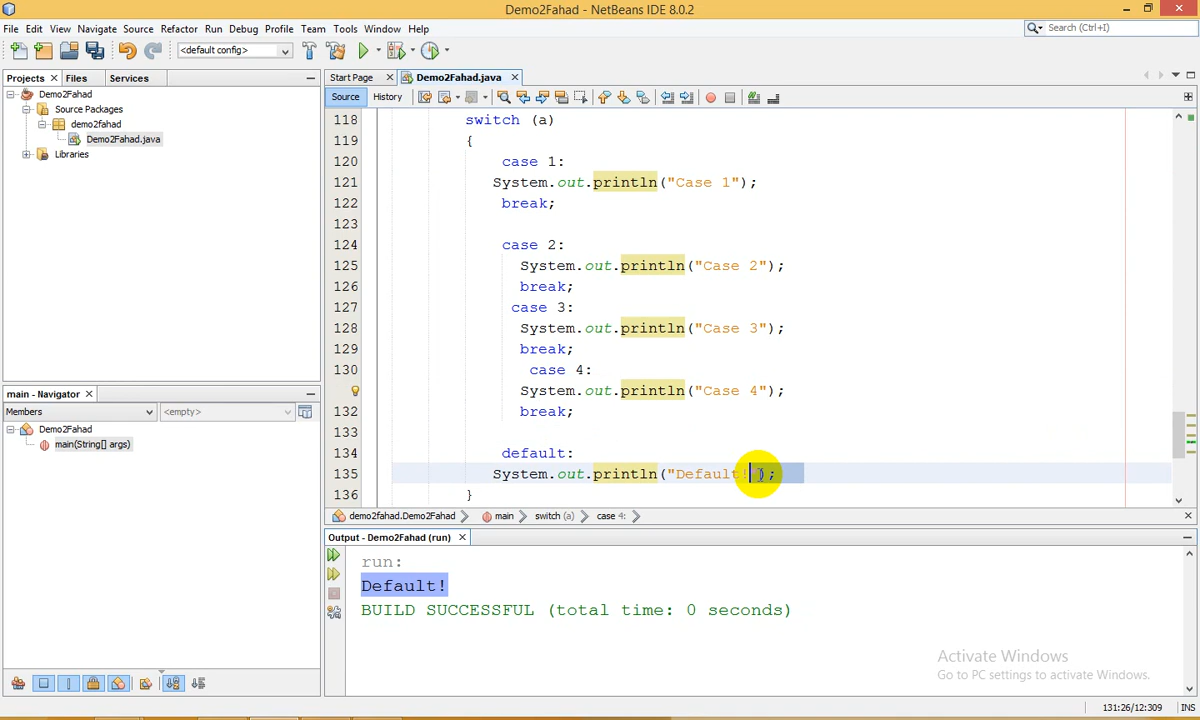 Demo2Fahad - NetBeans IDE 8.0.2
File Edit View Navigate Source Refactor Run Debug Profile Team Tools Window Help
Search (Ctrl+I)
<default config>
Projects Files Services
Start Page Demo2Fahad.java
Source History
Demo2Fahad
Source Packages
demo2fahad
Demo2Fahad.java
Libraries
118 switch (a)
119 {
120 case 1:
121 System.out.println("Case 1");
122 break;
123
124 case 2:
125 System.out.println("Case 2");
126 break;
127 case 3:
128 System.out.println("Case 3");
129 break;
130 case 4:
System.out.println("Case 4");
132 break;
133
134 default:
135 System.out.println("Default!");
136 }
main - Navigator
Members <empty>
Demo2Fahad
main(String[] args)
demo2fahad.Demo2Fahad main switch (a) case 4:
Output - Demo2Fahad (run)
run:
Default!
BUILD SUCCESSFUL (total time: 0 seconds)
Activate Windows
Go to PC settings to activate Windows.
131:26/12:309 INS